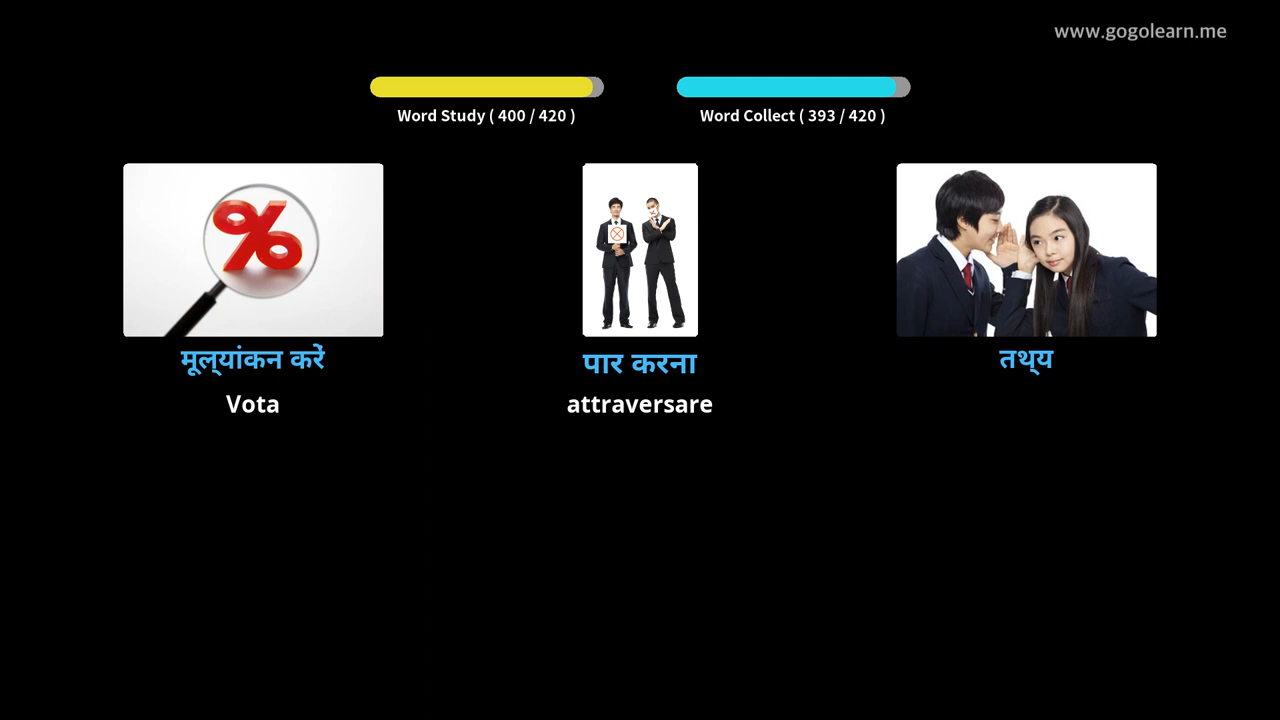 www.gogolearn.me
Word Study ( 400 / 420 )
Word Collect ( 393 / 420 )
%
मूल्यांकन करें
पार करना
तथ्य
Vota
attraversare